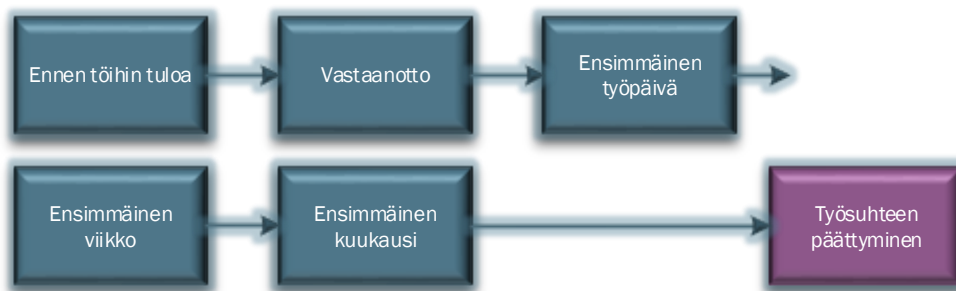 Ennen töihin tuloa
Vastaanotto
Ensimmäinen
työpäivä
Ensimmäinen
viikko
Ensimmäinen
kuukausi
Työsuhteen
päättyminen